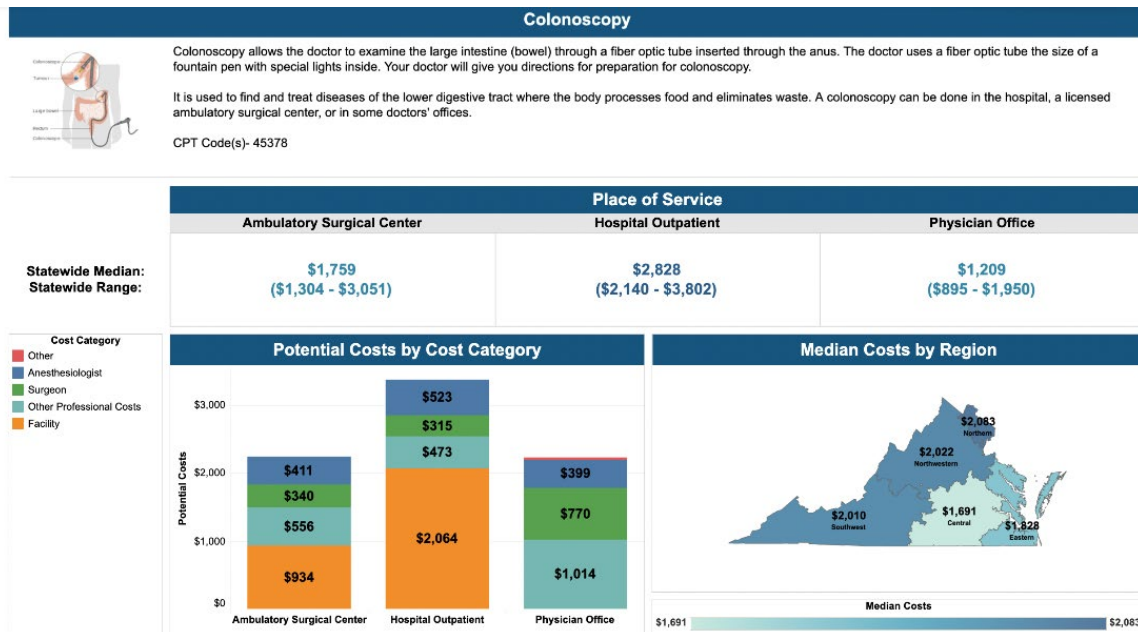 Colonoscopy
Colonoscopy allows the doctor to examine the large intestine (bowel) through a fiber optic tube inserted through the anus. The doctor uses a fiber optic tube the size of a
fountain pen with special lights inside. Your doctor will give you directions for preparation for colonoscopy.
It is used to find and treat diseases of the lower digestive tract where the body processes food and eliminates waste. A colonoscopy can be done in the hospital, a licensed
ambulatory surgical center, or in some doctors' offices.
CPT Code(s)- 45378
Large bowel
Rectum
Place of Service
Ambulatory Surgical Center
Hospital Outpatient
Physician Office
Statewide Median:
$1,759
$2,828
$1,209
Statewide Range:
($1,304 - $3,051)
($2,140 - $3,802)
($895 - $1,950)
Cost Category
Other
Anesthesiologist
Surgeon
Other Professional Costs
Facility
Potential Costs by Cost Category
Potential Costs
$3,000
$2,000
$1,000
$0
$411
$340
$556
$934
$523
$315
$473
$2,064
$399
$770
$1,014
Ambulatory Surgical Center
Hospital Outpatient
Physician Office
Median Costs by Region
$2,083
Northern
$2,022
Northwestern
$2,010
Southwest
$1,691
Central
$1,828
Eastern
Median Costs
$1,691
$2,083